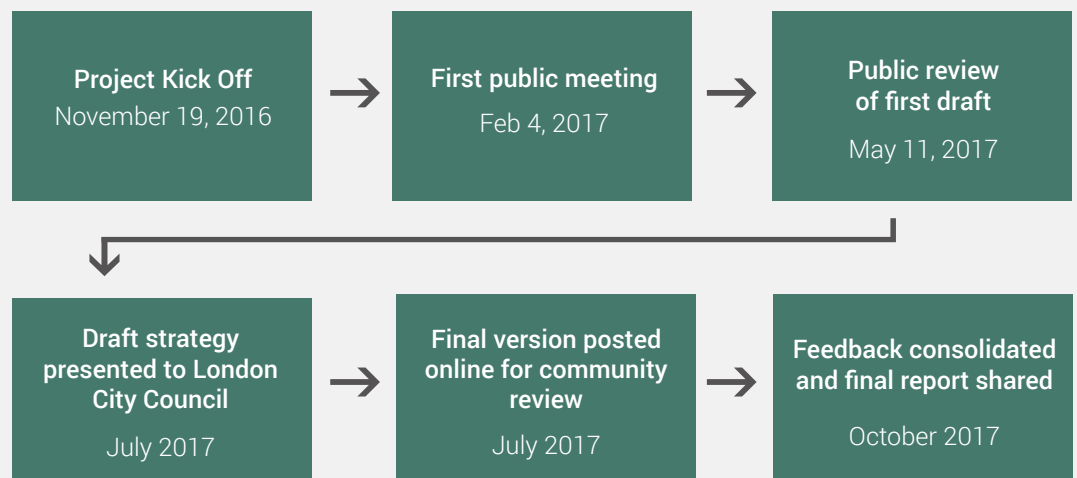 Project Kick Off
November 19, 2016
First public meeting
Feb 4, 2017
Public review
of first draft
May 11, 2017
Draft strategy
presented to London
City Council
July 2017
Final version posted
online for community
review
July 2017
Feedback consolidated
and final report shared
October 2017